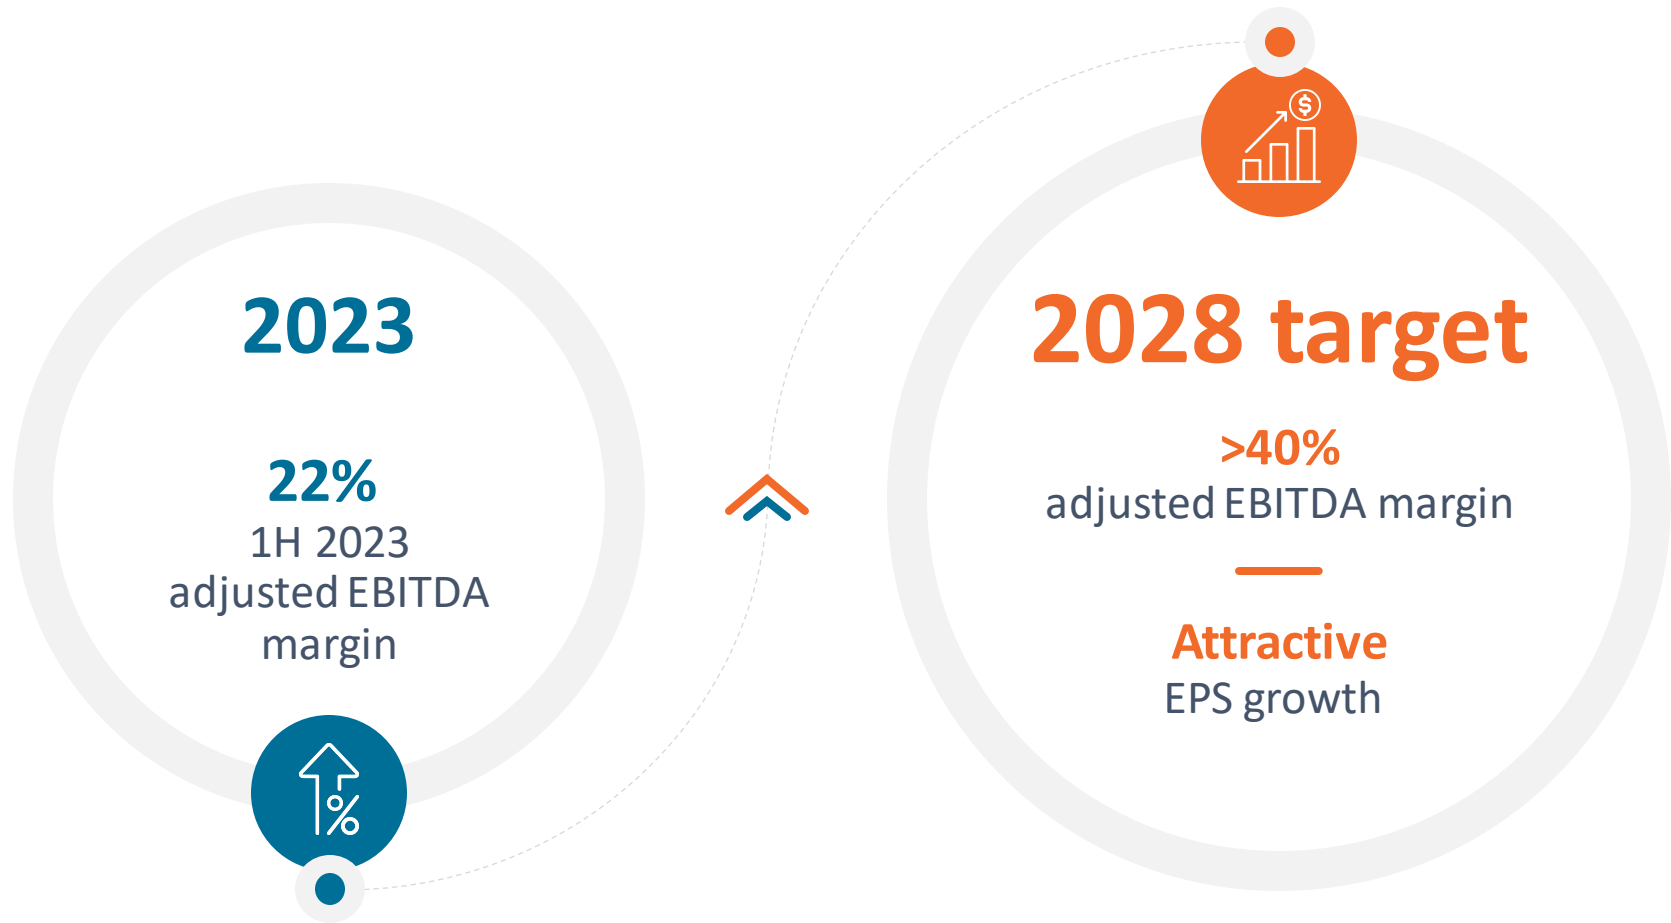 2023
22%
1H 2023
adjusted EBITDA
margin
$
%
2028 target
>40%
adjusted EBITDA margin
Attractive
EPS growth